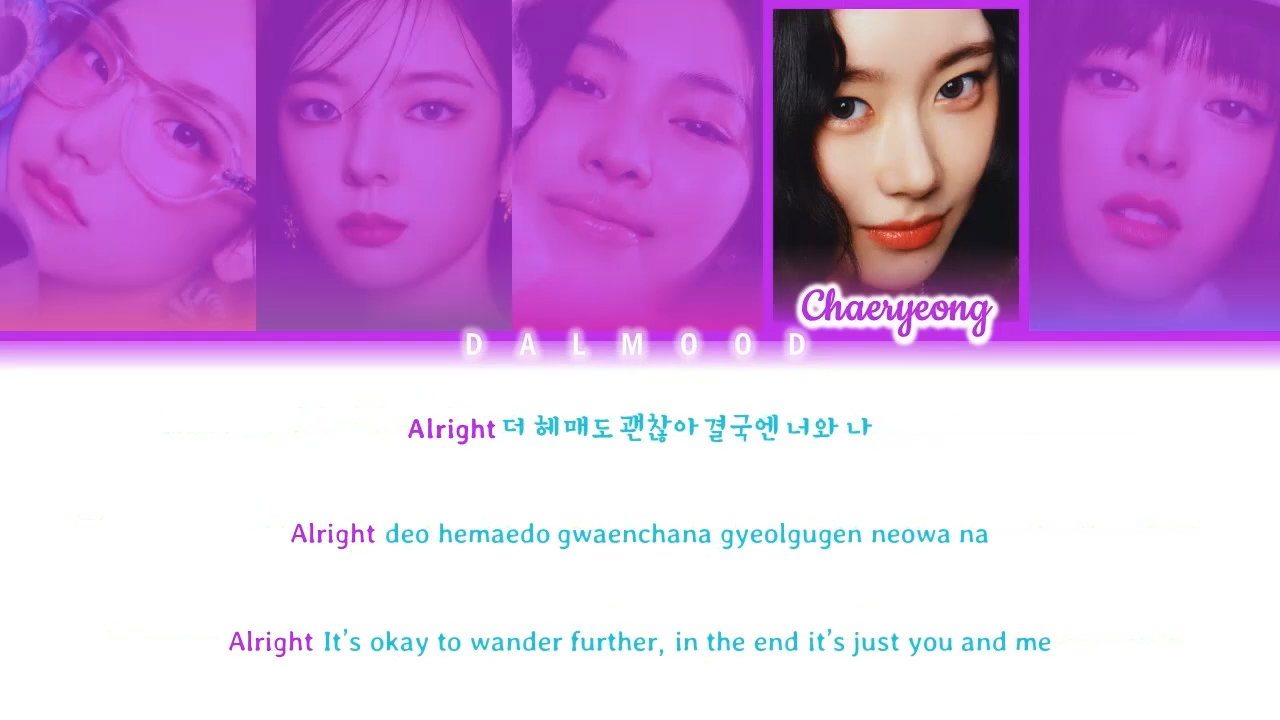 Chaeryeong
DALMOOD
Alright 더 헤매도 괜찮아 결국엔 너와 나
Alright deo hemaedo gwaenchana gyeolgugen neowa na
Alright It's okay to wander further, in the end it's just you and me